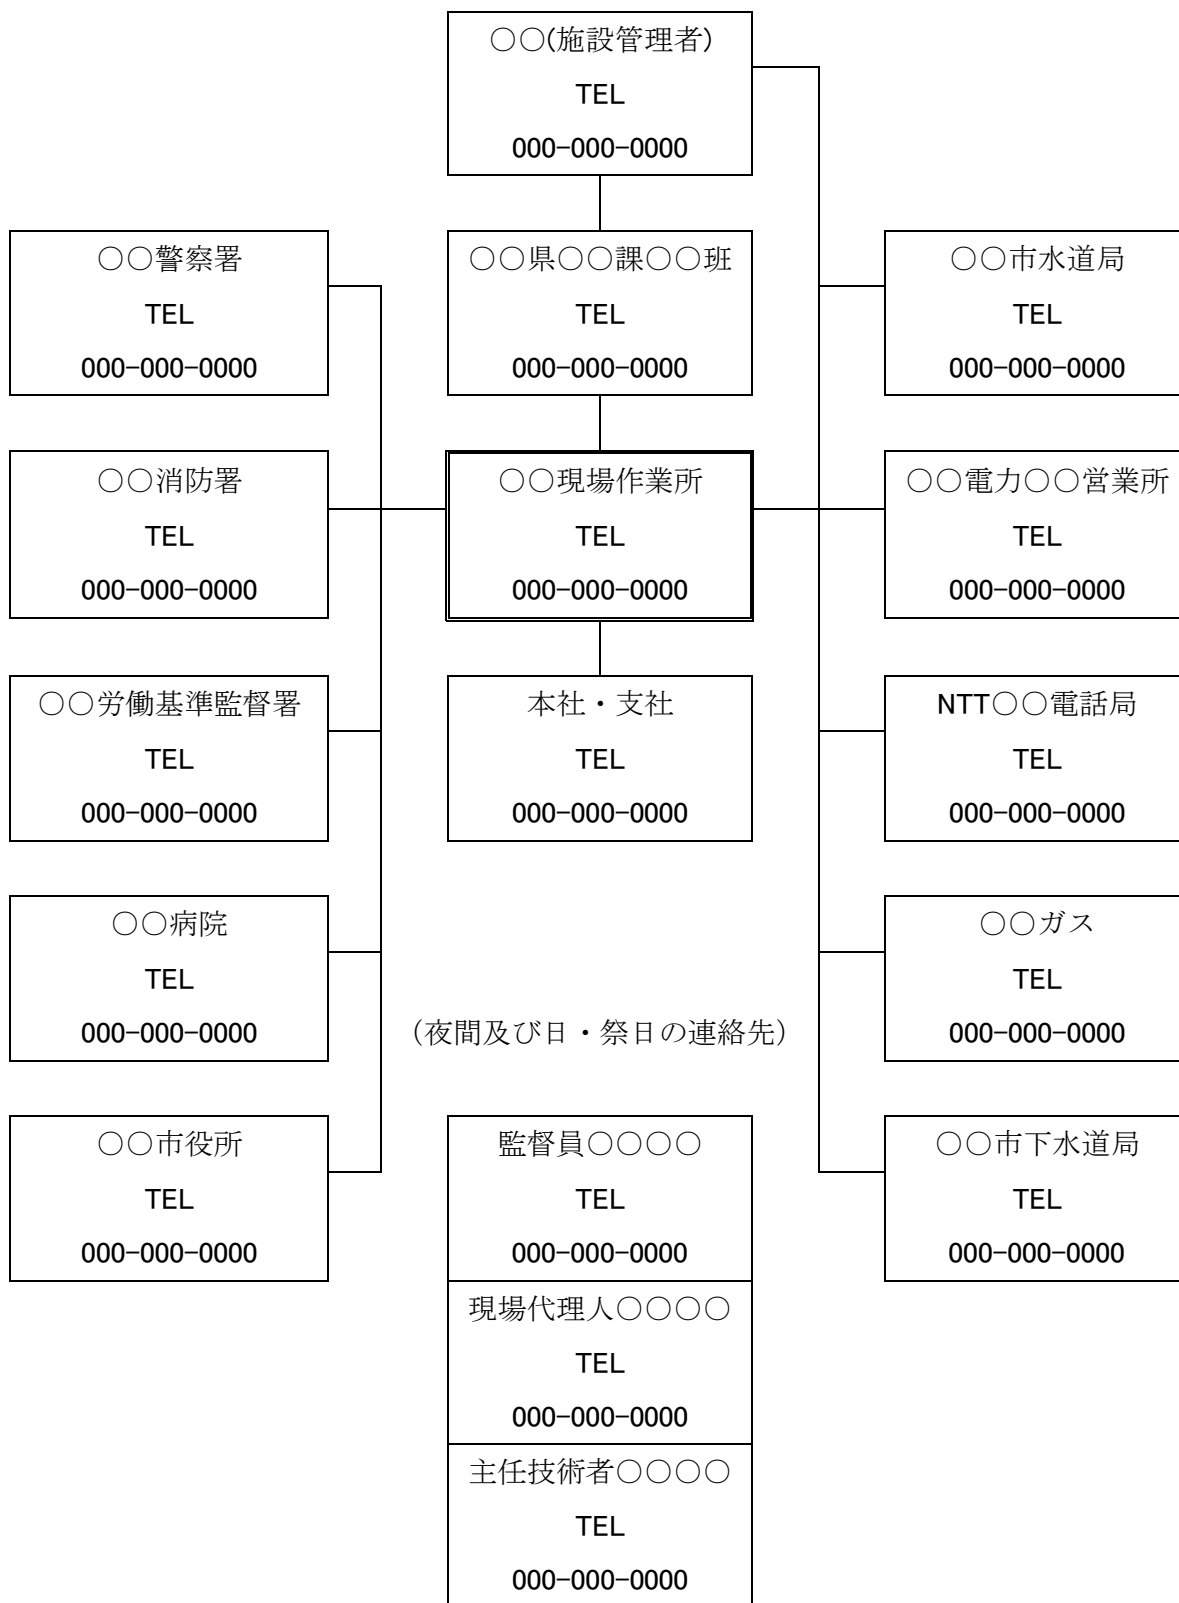 ○○(施設管理者)
TEL
000-000-0000
○○警察署
TEL
000-000-0000
○○県○○課○○班
TEL
000-000-0000
○○市水道局
TEL
000-000-0000
○○消防署
TEL
000-000-0000
○○現場作業所
TEL
000-000-0000
○○電力○○営業所
TEL
000-000-0000
○○労働基準監督署
TEL
000-000-0000
本社・支社
TEL
000-000-0000
NTT○○電話局
TEL
000-000-0000
○○病院
TEL
000-000-0000
○○ガス
TEL
000-000-0000
(夜間及び日・祭日の連絡先)
○○市役所
TEL
000-000-0000
監督員○○○○
TEL
000-000-0000
○○市下水道局
TEL
000-000-0000
現場代理人○○○○
TEL
000-000-0000
主任技術者○○○○
TEL
000-000-0000